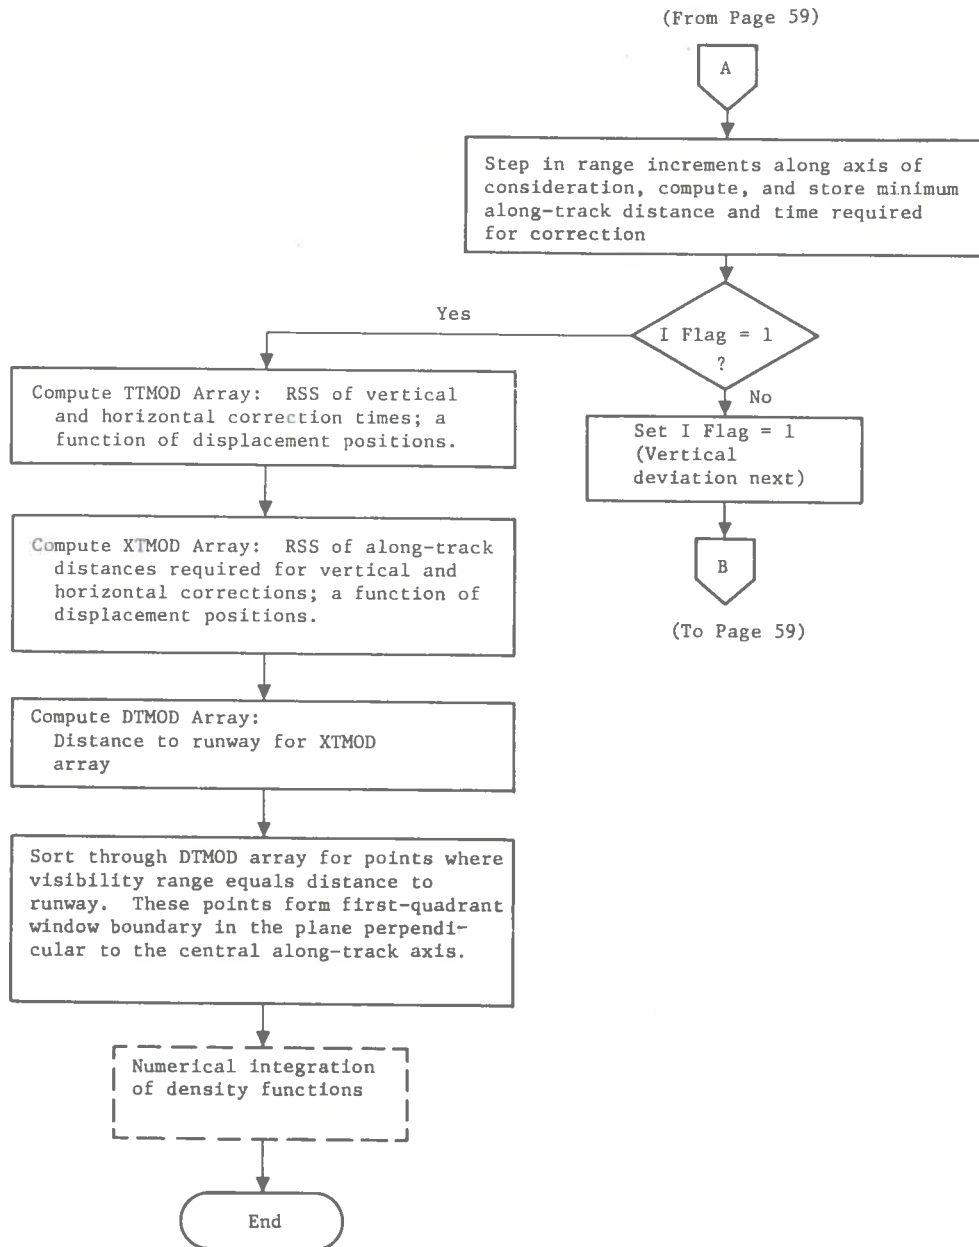 (From Page 59)
A
Step in range increments along axis of
consideration, compute, and store minimum
along-track distance and time required
for correction
I Flag = 1
?
Yes
No
Set I Flag = 1
(Vertical
deviation next)
B
(To Page 59)
Compute TTMOD Array:  RSS of vertical
and horizontal correction times; a
function of displacement positions.
Compute XTMOD Array:  RSS of along-track
distances required for vertical and
horizontal corrections; a function of
displacement positions.
Compute DTMOD Array:
Distance to runway for XTMOD
array
Sort through DTMOD array for points where
visibility range equals distance to
runway.  These points form first-quadrant
window boundary in the plane perpendi-
cular to the central along-track axis.
Numerical integration
of density functions
End